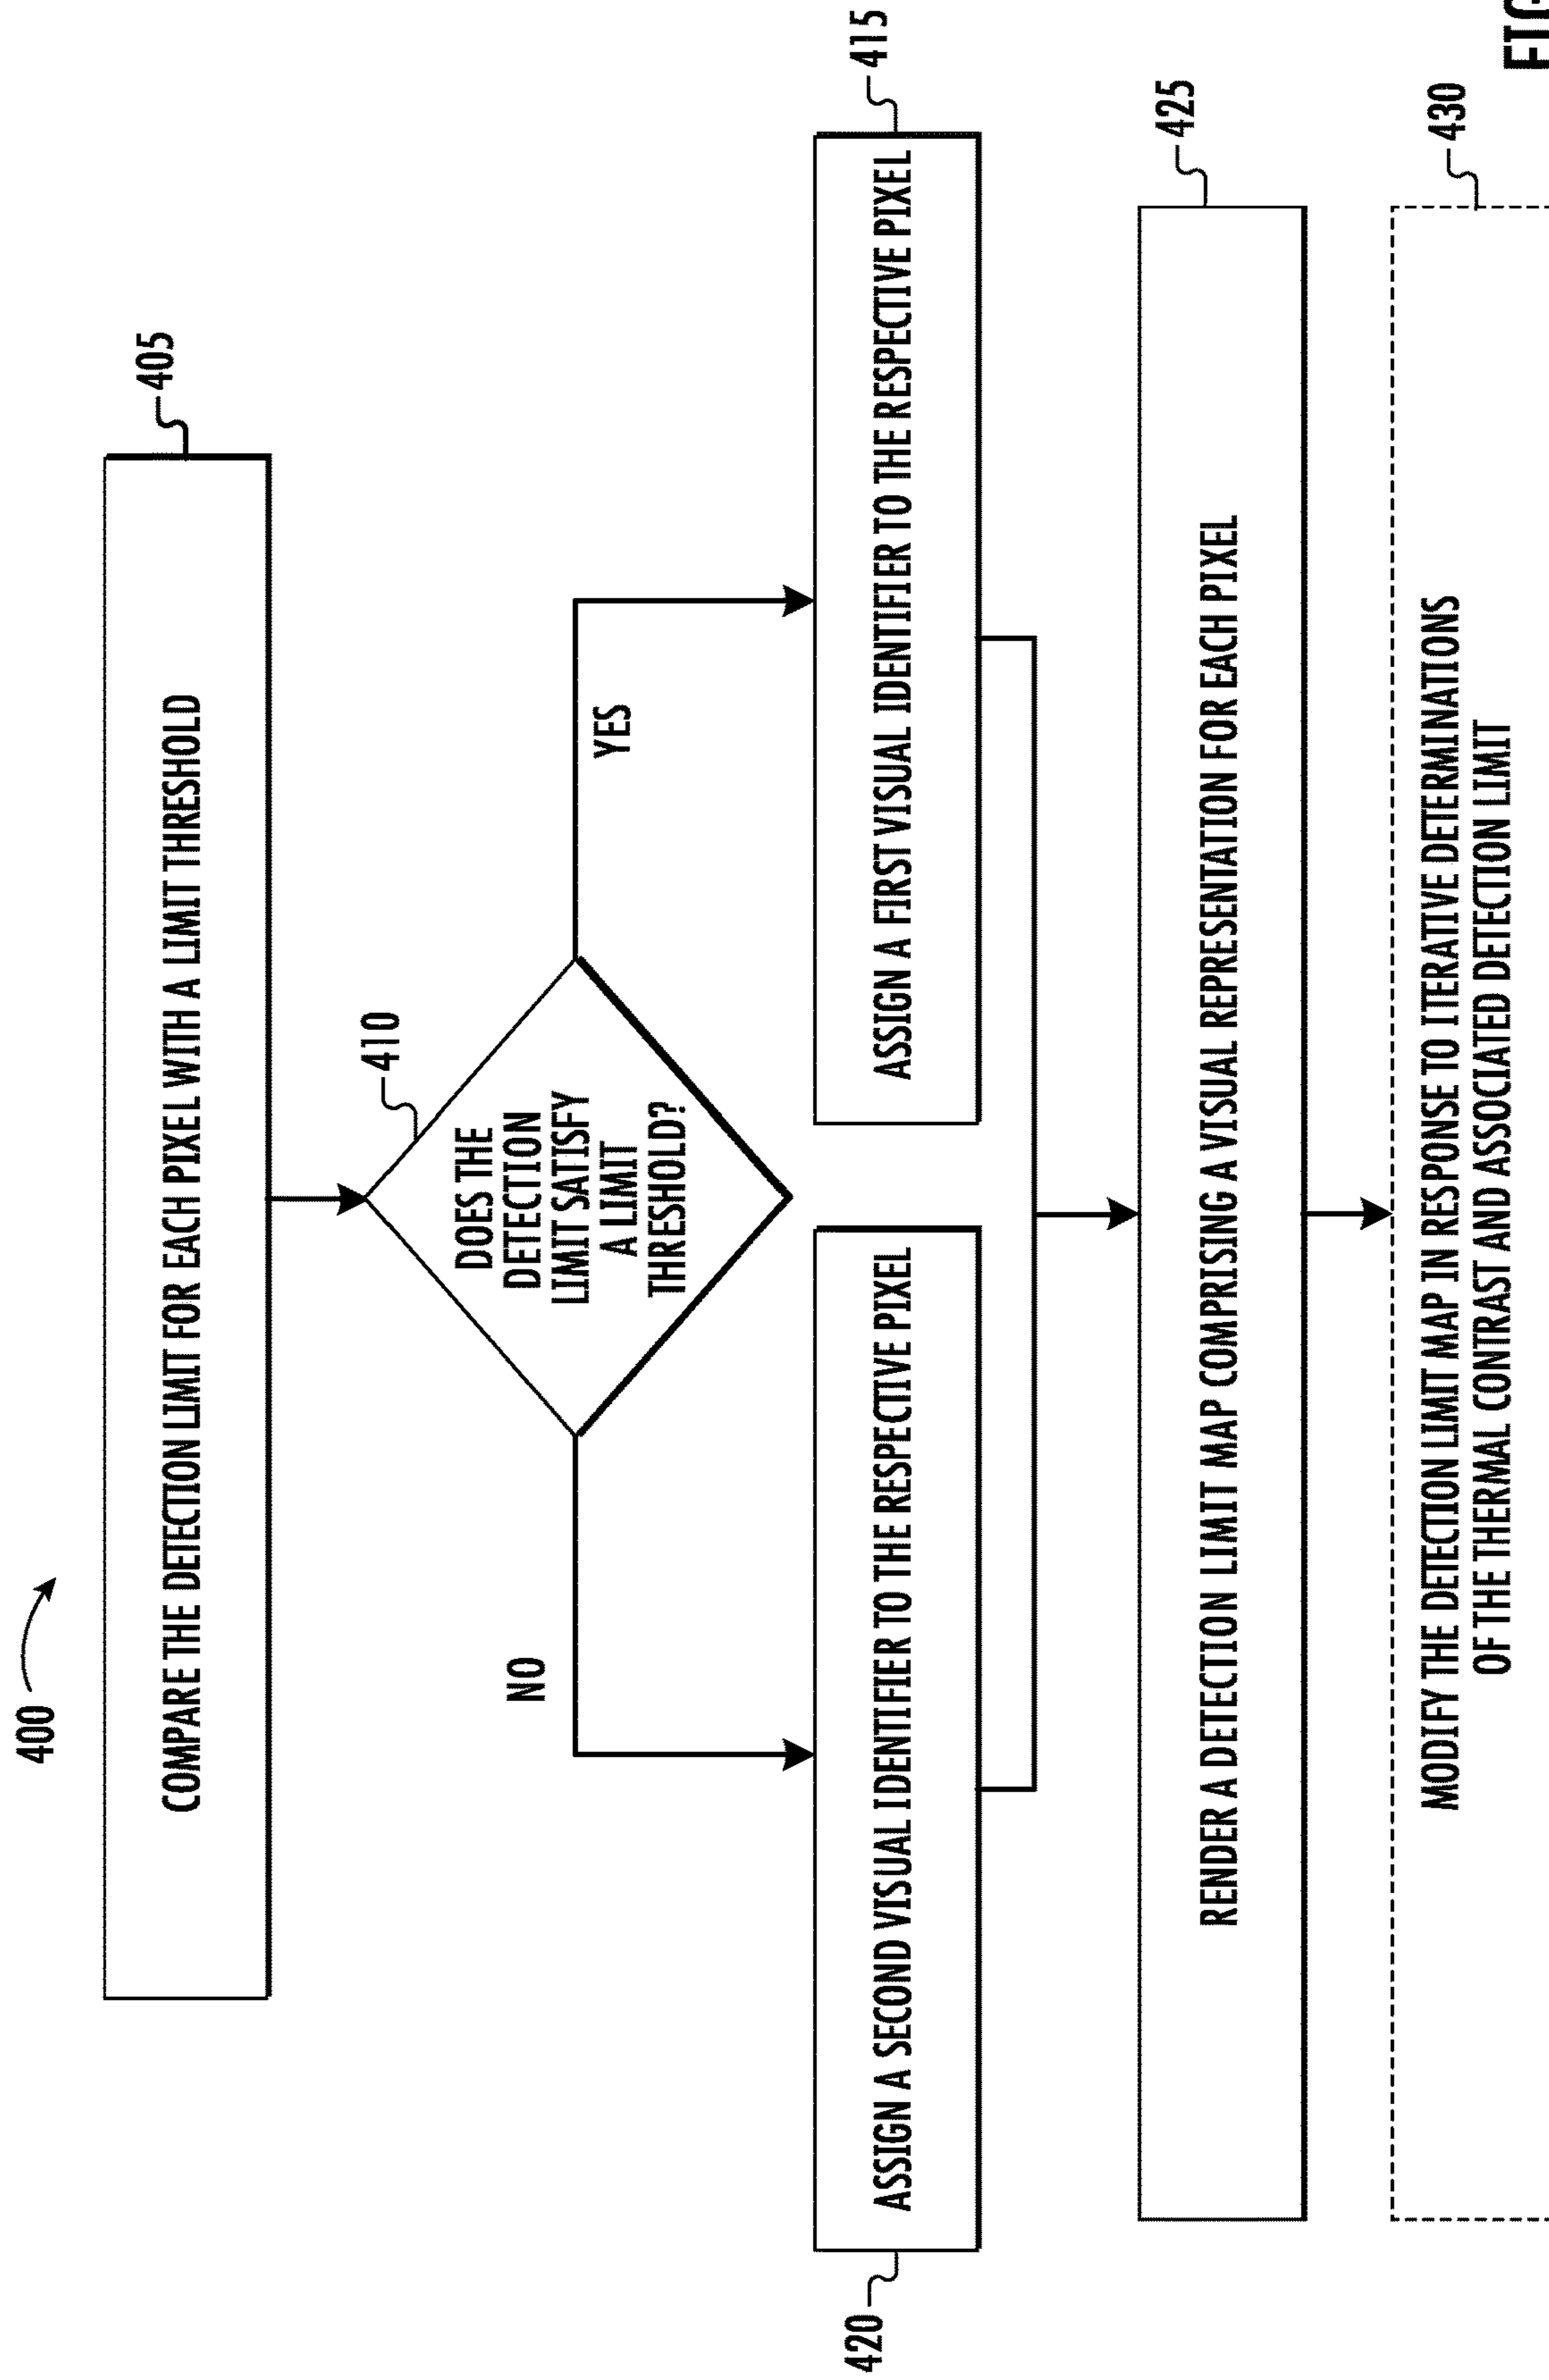 400
COMPARE THE DETECTION LIMIT FOR EACH PIXEL WITH A LIMIT THRESHOLD
405
410
DOES THE
DETECTION
LIMIT SATISFY
A LIMIT
THRESHOLD?
NO
YES
420
ASSIGN A SECOND VISUAL IDENTIFIER TO THE RESPECTIVE PIXEL
ASSIGN A FIRST VISUAL IDENTIFIER TO THE RESPECTIVE PIXEL
415
RENDER A DETECTION LIMIT MAP COMPRISING A VISUAL REPRESENTATION FOR EACH PIXEL
425
MODIFY THE DETECTION LIMIT MAP IN RESPONSE TO ITERATIVE DETERMINATIONS
OF THE THERMAL CONTRAST AND ASSOCIATED DETECTION LIMIT
430